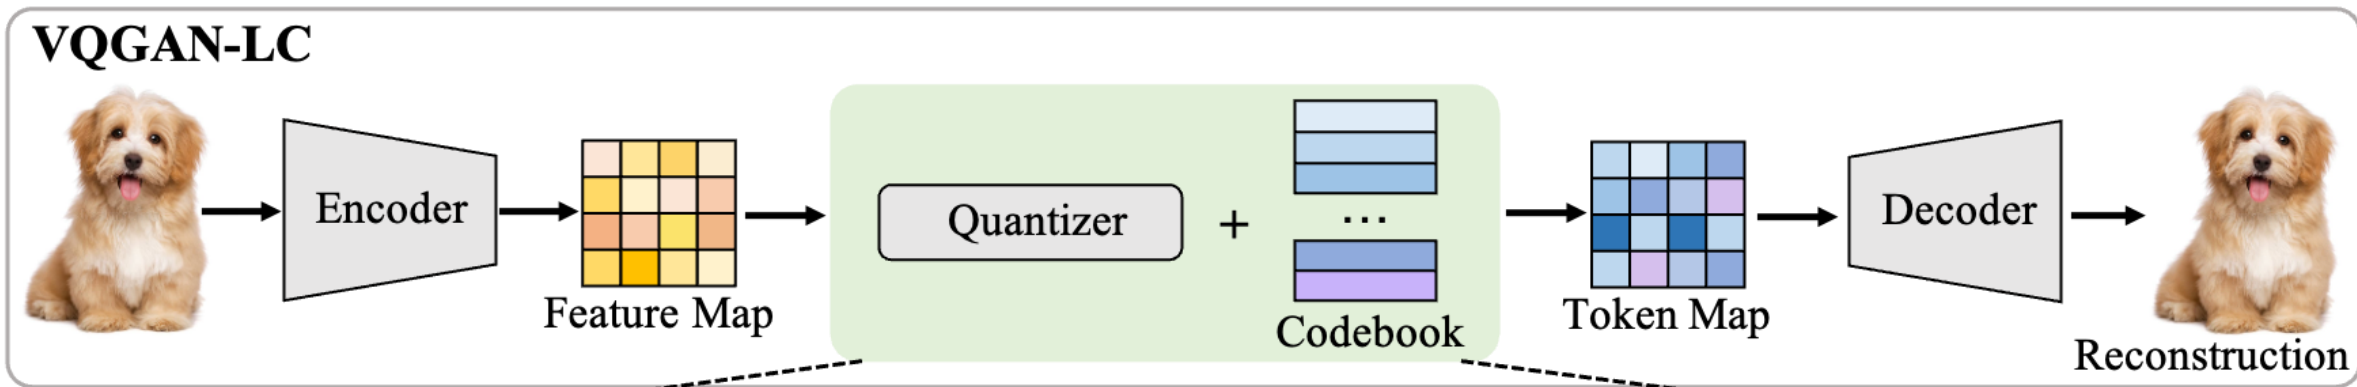 VQGAN-LC
Encoder
Feature Map
Quantizer
+
...
Codebook
Token Map
Decoder
Reconstruction